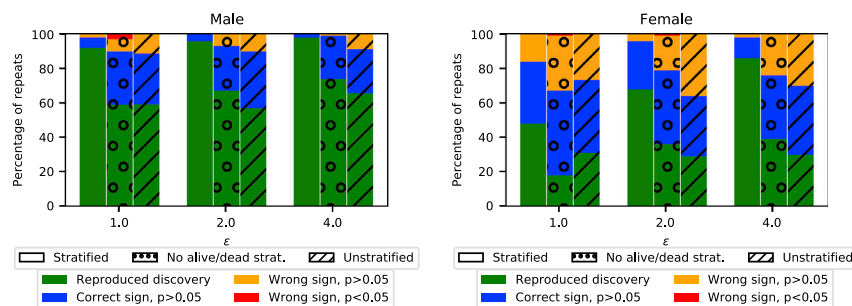 Male
Percentage of repeats
100
80
60
40
20
0
1.0 2.0 4.0
ε
Stratified No alive/dead strat. Unstratified
Reproduced discovery Wrong sign, p>0.05
Correct sign, p>0.05 Wrong sign, p<0.05
Female
Percentage of repeats
100
80
60
40
20
0
1.0 2.0 4.0
ε
Stratified No alive/dead strat. Unstratified
Reproduced discovery Wrong sign, p>0.05
Correct sign, p>0.05 Wrong sign, p<0.05